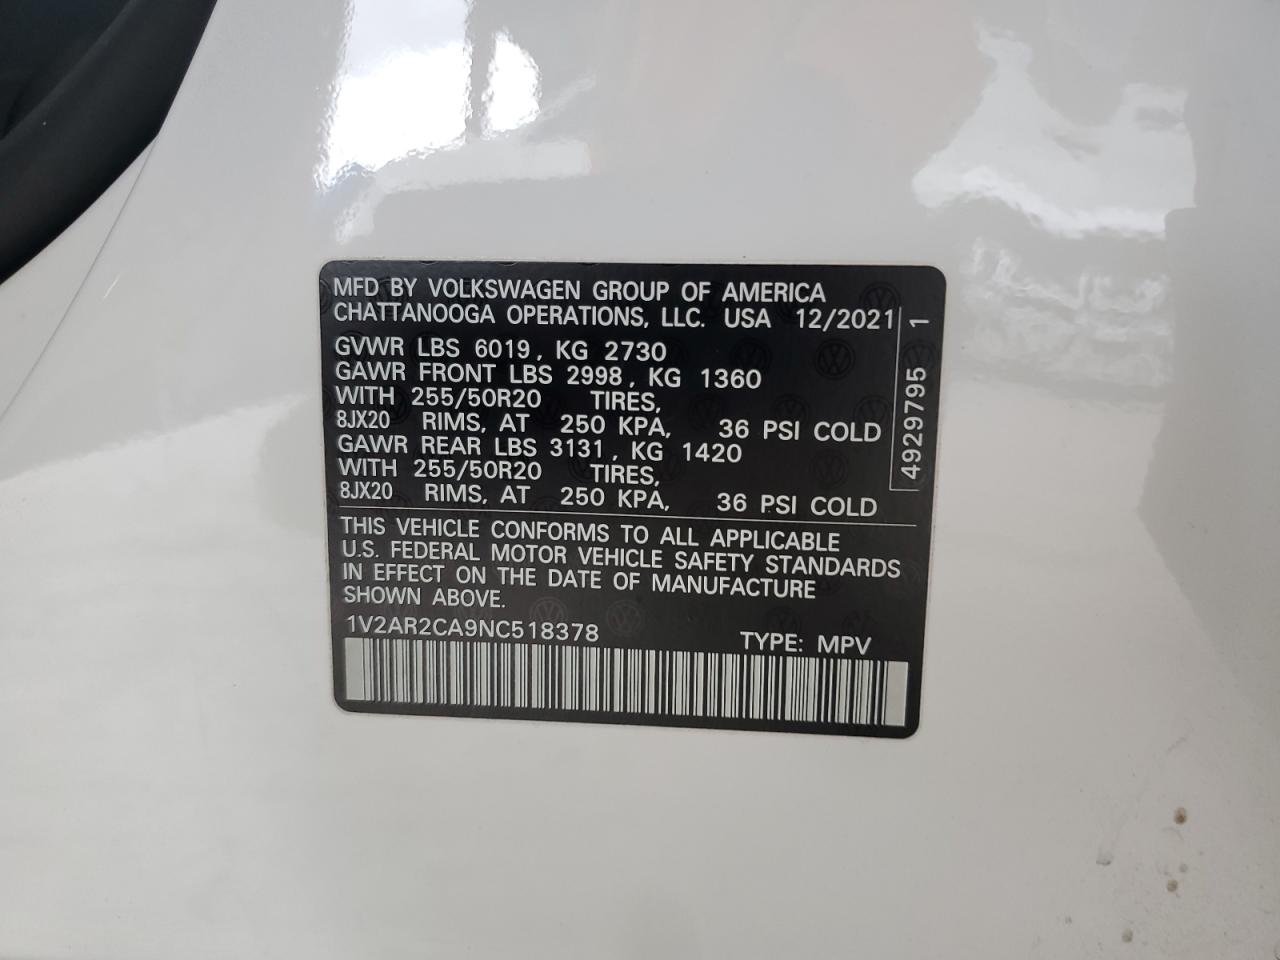 MFD BY VOLKSWAGEN GROUP OF AMERICA
CHATTANOOGA OPERATIONS, LLC. USA 12/2021
GVWR LBS 6019, KG 2730
GAWR FRONT LBS 2998, KG 1360
WITH 255/50R20 TIRES,
8JX20 RIMS, AT 250 KPA, 36 PSI COLD
GAWR REAR LBS 3131, KG 1420
WITH 255/50R20 TIRES,
8JX20 RIMS, AT 250 KPA, 36 PSI COLD
4929795 1
THIS VEHICLE CONFORMS TO ALL APPLICABLE
U.S. FEDERAL MOTOR VEHICLE SAFETY STANDARDS
IN EFFECT ON THE DATE OF MANUFACTURE
SHOWN ABOVE.
1V2AR2CA9NC518378 TYPE: MPV